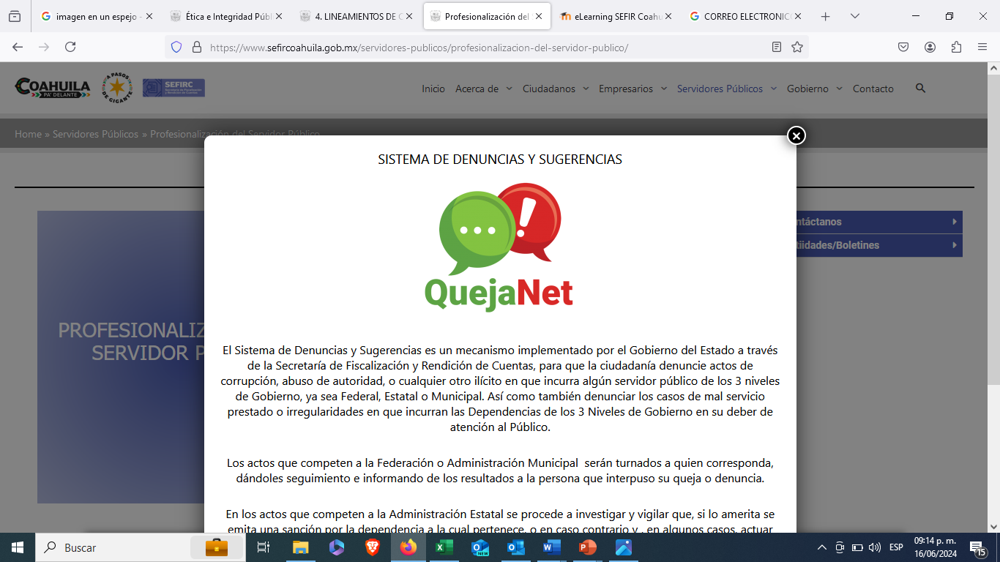 imagen en un espejo -
Ética e Integridad Públ
4. LINEAMIENTOS DE C
Profesionalización del
eLearning SEFIR Coahu
CORREO ELECTRONICO
https://www.sefircoahuila.gob.mx/servidores-publicos/profesionalizacion-del-servidor-publico/
COAHUILA
PA' DELANTE
A PASOS DE GIGANTE
SEFIRC
Secretaría de Fiscalización y Rendición de Cuentas
Inicio Acerca de Ciudadanos Empresarios Servidores Públicos Gobierno Contacto
Home » Servidores Públicos » Profesionalización del Servidor Público
SISTEMA DE DENUNCIAS Y SUGERENCIAS
QuejaNet
ntáctanos
tiidades/Boletines
PROFESIONALIZ
SERVIDOR P
El Sistema de Denuncias y Sugerencias es un mecanismo implementado por el Gobierno del Estado a través
de la Secretaría de Fiscalización y Rendición de Cuentas, para que la ciudadanía denuncie actos de
corrupción, abuso de autoridad, o cualquier otro ilícito en que incurra algún servidor público de los 3 niveles
de Gobierno, ya sea Federal, Estatal o Municipal. Así como también denunciar los casos de mal servicio
prestado o irregularidades en que incurran las Dependencias de los 3 Niveles de Gobierno en su deber de
atención al Público.
Los actos que competen a la Federación o Administración Municipal serán turnados a quien corresponda,
dándoles seguimiento e informando de los resultados a la persona que interpuso su queja o denuncia.
En los actos que competen a la Administración Estatal se procede a investigar y vigilar que, si lo amerita se
emita una sanción por la dependencia a la cual pertenece, o en caso contrario y , en algunos casos, actuar
Buscar
NEW
ESP
09:14 p. m.
16/06/2024
15